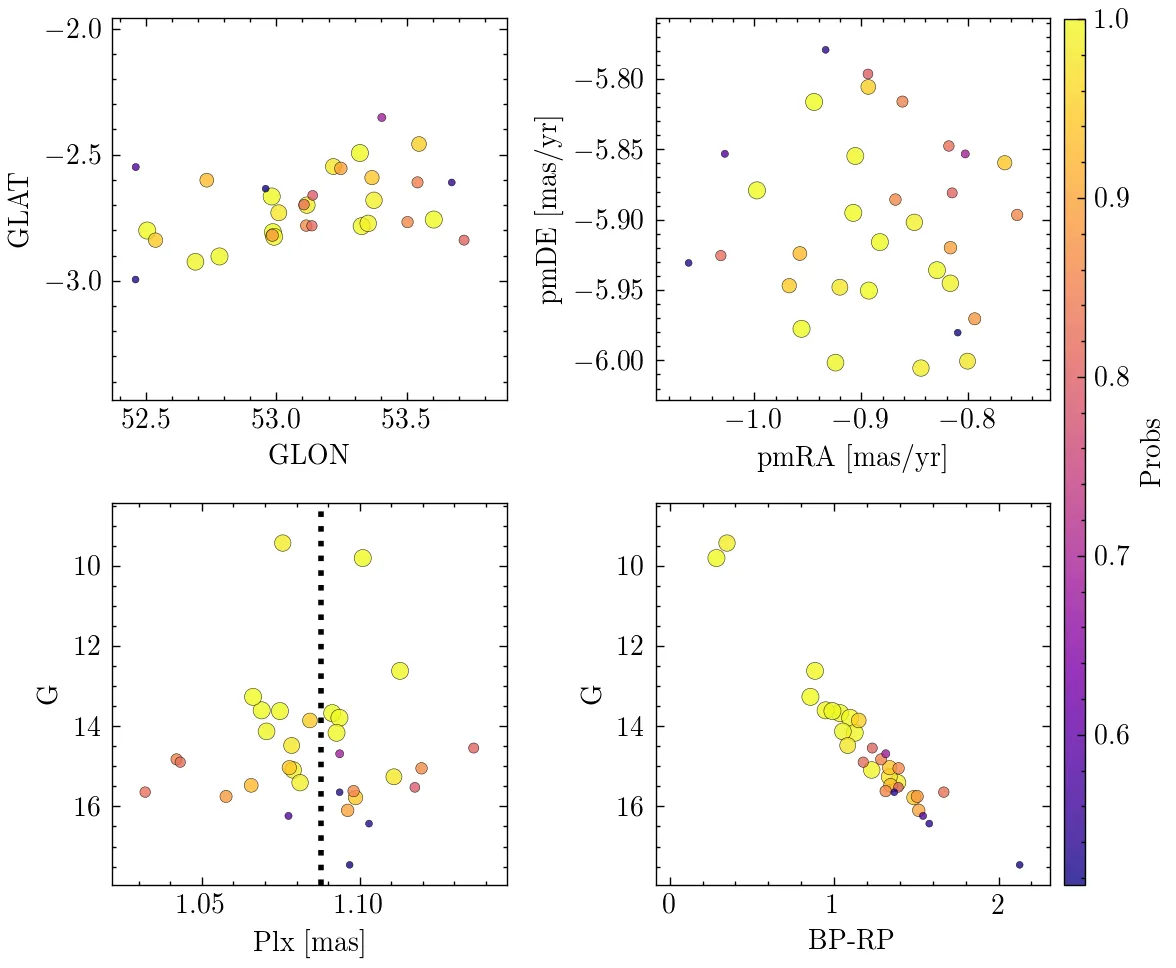 −2.0
−2.5
−3.0
GLAT
52.5 53.0 53.5
GLON
−5.80
−5.85
−5.90
−5.95
−6.00
pmDE [mas/yr]
−1.0 −0.9 −0.8
pmRA [mas/yr]
10
12
14
16
G
1.05 1.10
Plx [mas]
10
12
14
16
G
0 1 2
BP-RP
1.0
0.9
0.8
0.7
0.6
Probs